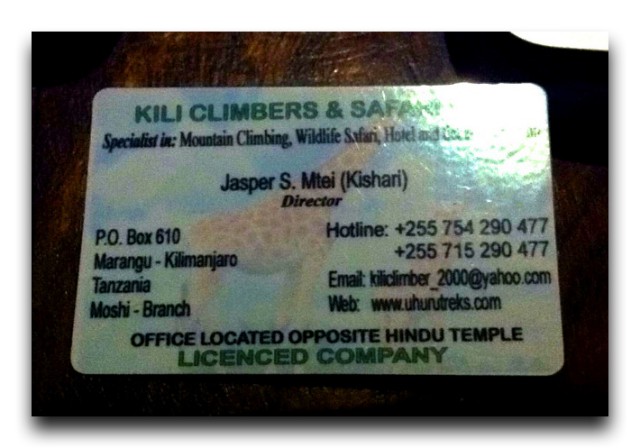 KILI CLIMBERS &
Specialist in: Mountain Climbing, Wildlife Safari, Hotel and
Jasper S. Mtei (Kishari)
Director
P.O. Box 610
Marangu - Kilimanjaro
Tanzania
Moshi - Branch
Hotline: +255 754 290 477
+255 715 290 477
Email: kiliclimber_2000@yahoo.com
Web: www.uhurutreks.com
OFFICE LOCATED OPPOSITE HINDU TEMPLE
LICENCED COMPANY